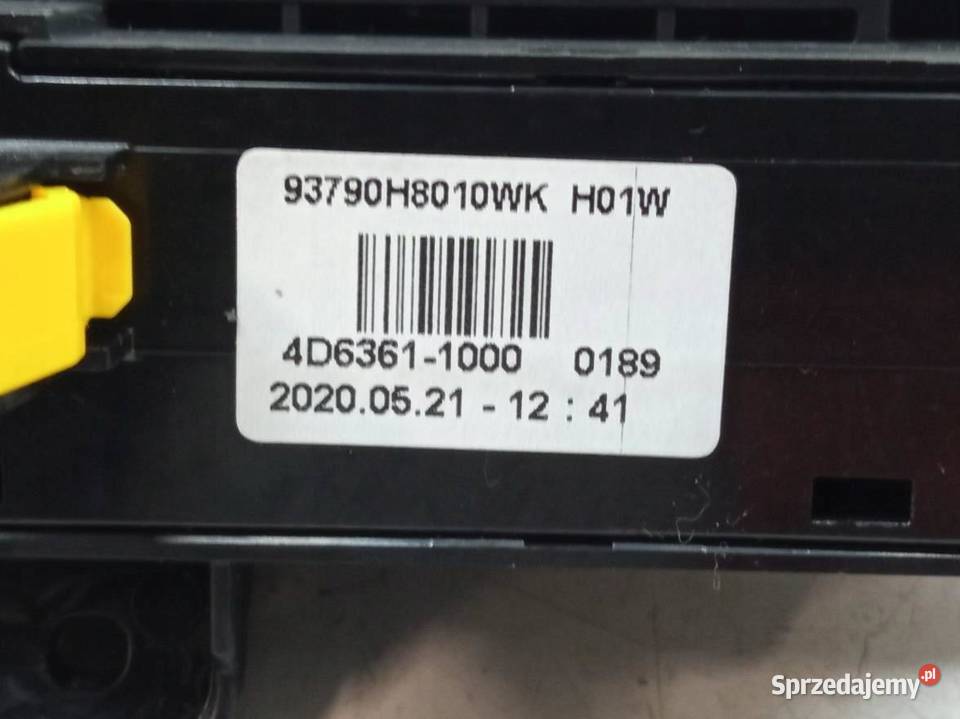 93790H8010WK H01W
4D6361-1000 0189
2020.05.21 - 12 : 41
Sprzedajemy.pl